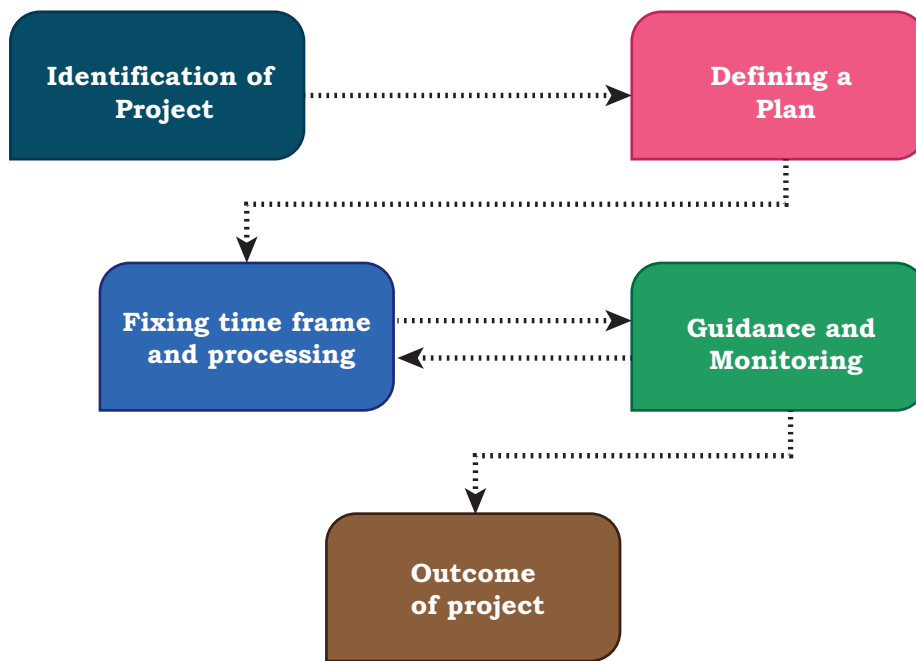 Identification of
Project
Defining a
Plan
Fixing time frame
and processing
Guidance and
Monitoring
Outcome
of project